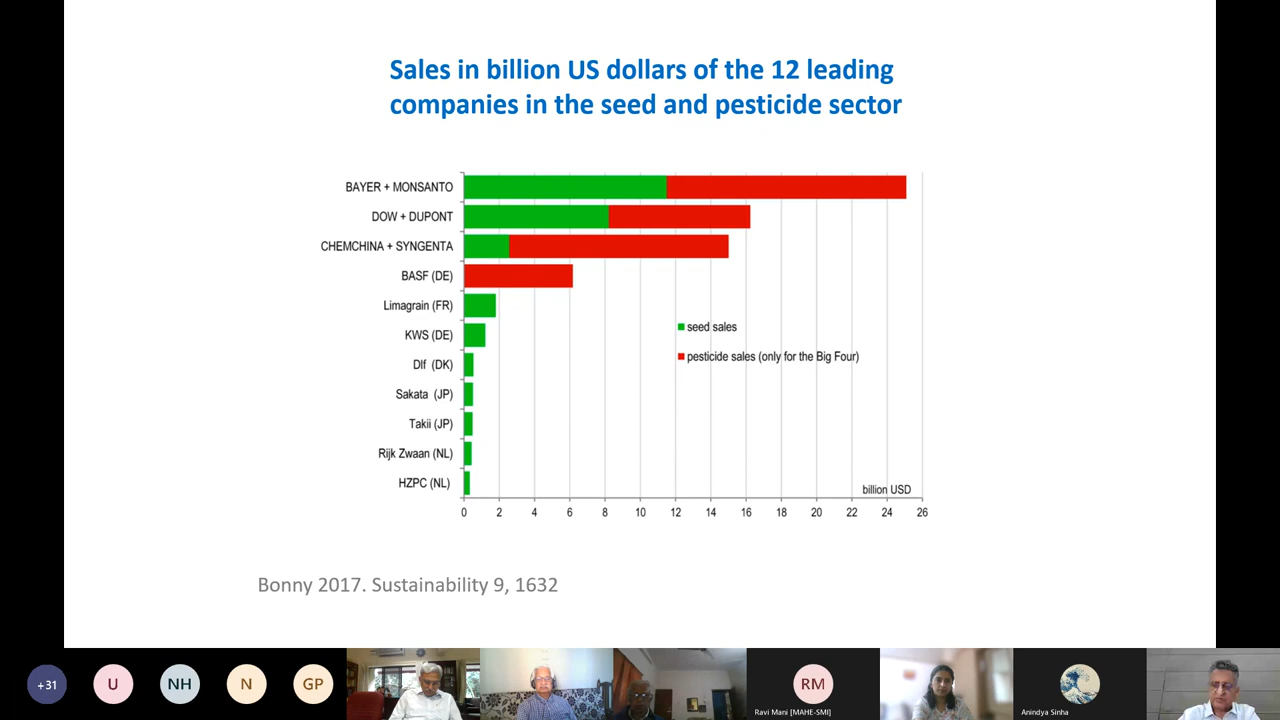 Sales in billion US dollars of the 12 leading
companies in the seed and pesticide sector
BAYER + MONSANTO
DOW + DUPONT
CHEMCHINA + SYNGENTA
BASF (DE)
Limagrain (FR)
KWS (DE)
Dlf (DK)
Sakata (JP)
Takii (JP)
Rijk Zwaan (NL)
HZPC (NL)
seed sales
pesticide sales (only for the Big Four)
billion USD
0 2 4 6 8 10 12 14 16 18 20 22 24 26
Bonny 2017. Sustainability 9, 1632
+31 U NH N GP RM
Ravi Mani [MAHE-SMI] Anindya Sinha